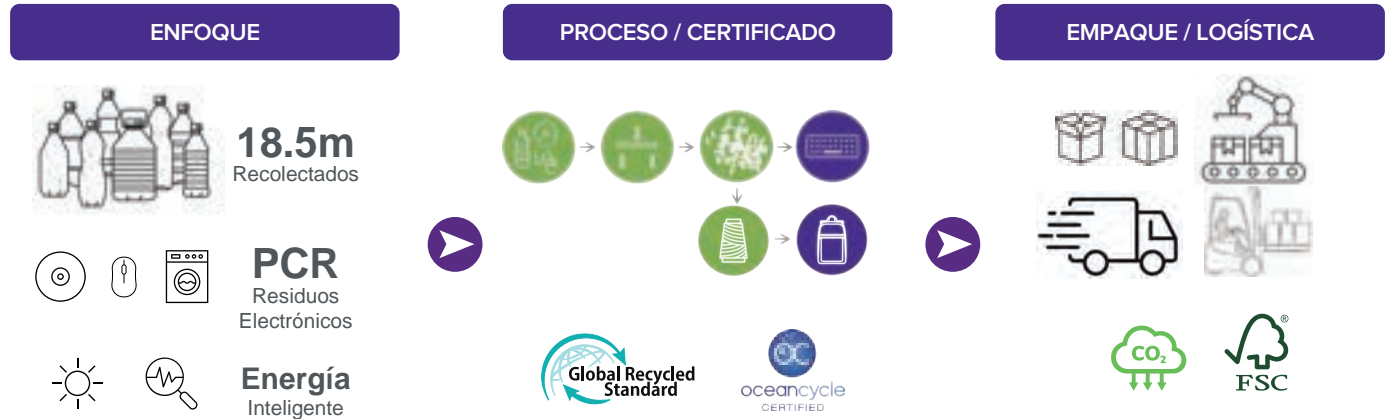 ENFOQUE
PROCESO / CERTIFICADO
EMPAQUE / LOGÍSTICA
18.5m
Recolectados
PCR
Residuos
Electrónicos
Energía
Inteligente
Global Recycled
Standard
OC
oceancycle
CERTIFIED
CO₂
®
FSC